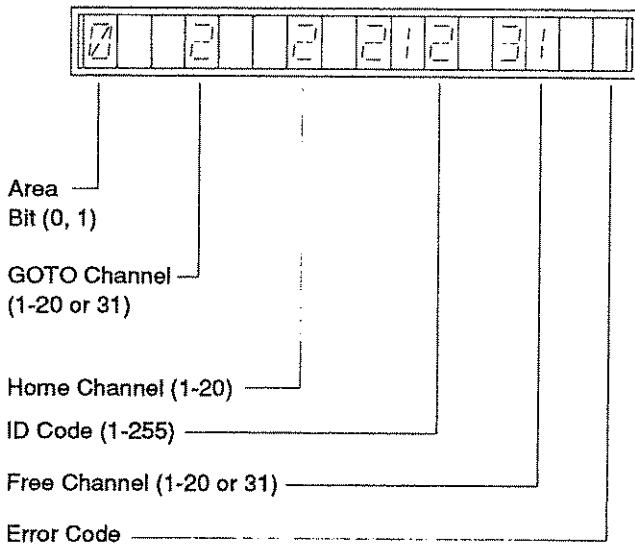 0 2 2 212 31
Area
Bit (0, 1)
GOTO Channel
(1-20 or 31)
Home Channel (1-20)
ID Code (1-255)
Free Channel (1-20 or 31)
Error Code